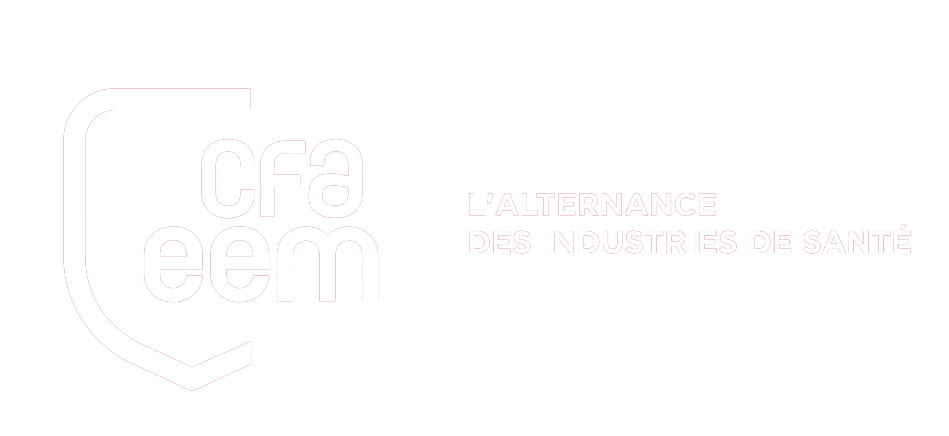 cfa
eem
L'ALTERNANCE
DES INDUSTRIES DE SANTÉ